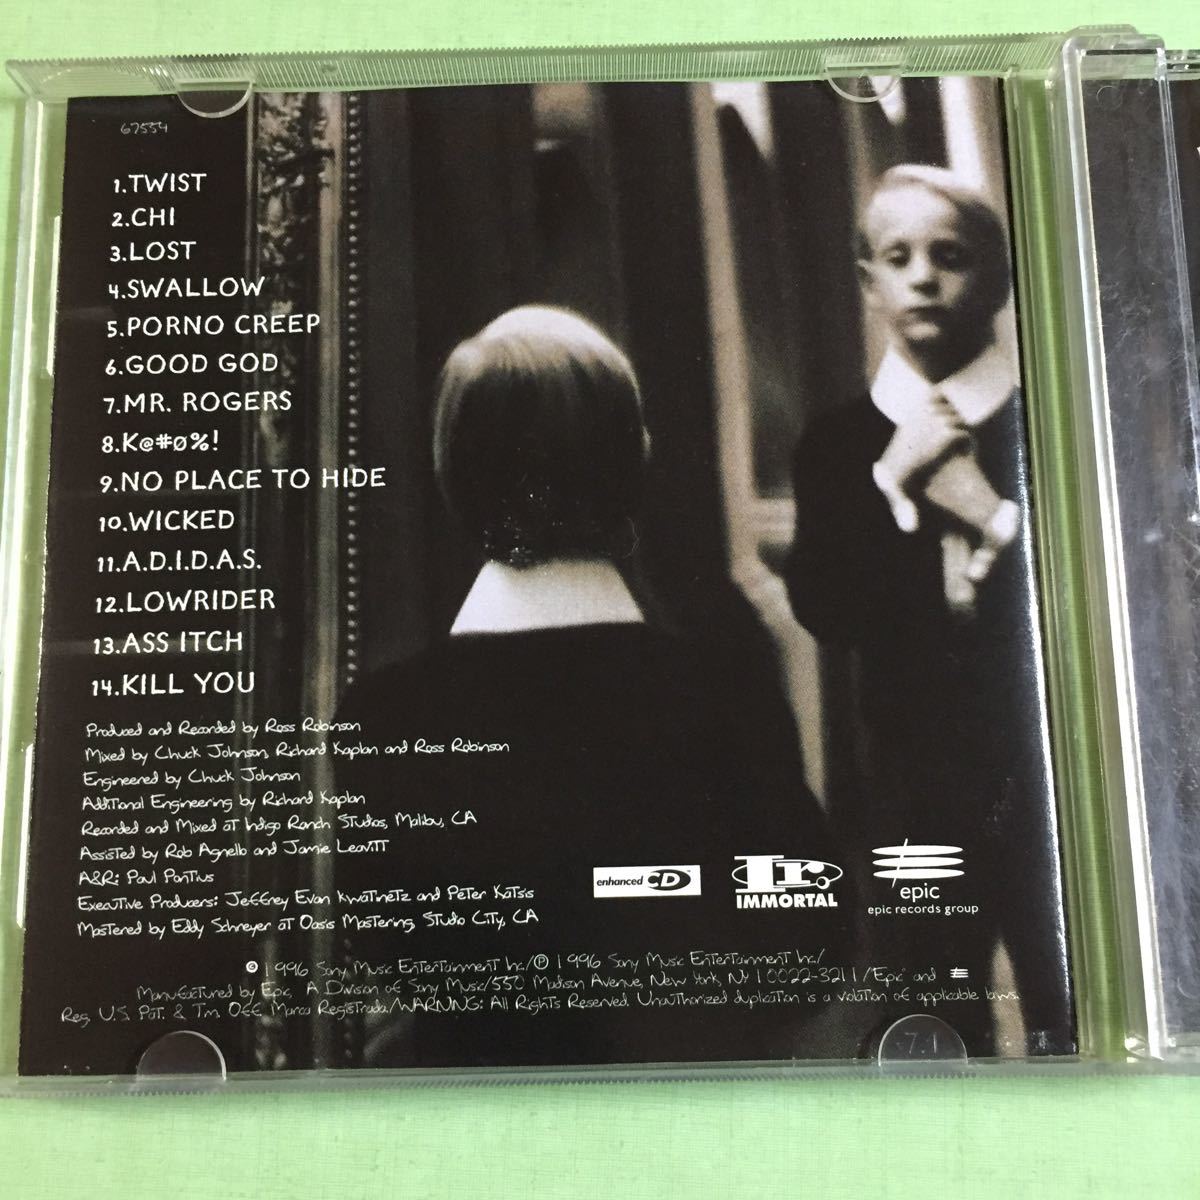 67554
1.TWIST
2.CHI
3.LOST
4.SWALLOW
5.PORNO CREEP
6.GOOD GOD
7.MR. ROGERS
8.K@#Ø%!
9.NO PLACE TO HIDE
10.WICKED
11.A.D.I.D.A.S.
12.LOWRIDER
13.ASS ITCH
14.KILL YOU
Produced and Recorded by Ross Robinson
Mixed by Chuck Johnson, Richard Kaplan and Ross Robinson
Engineered by Chuck Johnson
Additional Engineering by Richard Kaplan
Recorded and Mixed at Indigo Ranch Studios, Malibu, CA
Assisted by Rob Agnello and Jamie Leavitt
A&R: Paul Pontius
Executive Producers: Jeffrey Evan Kwatinetz and Peter Katsis
Mastered by Eddy Schreyer at Oasis Mastering, Studio City, CA
enhanced CD
Ir.
IMMORTAL
epic
epic records group
© 1996 Sony Music Entertainment Inc./℗ 1996 Sony Music Entertainment Inc./
Manufactured by Epic, A Division of Sony Music/550 Madison Avenue, New York, NY 10022-3211/"Epic" and
Reg. U.S. Pat. & Tm. Off. Marca Registrada./WARNING: All Rights Reserved. Unauthorized duplication is a violation of applicable laws.
7.1